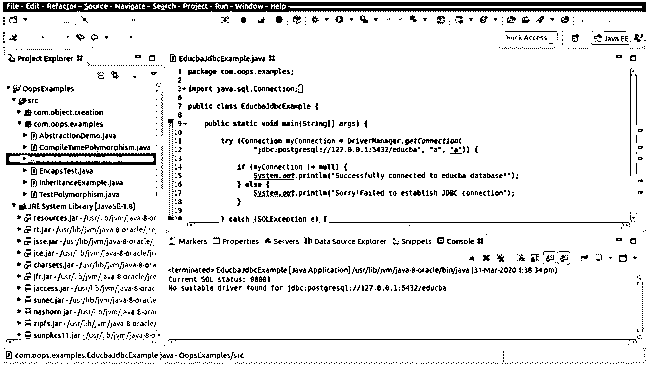 File - Edit - Refactor - Source - Navigate - Search - Project - Run - Window - Help
Quick Access
Java EE
Project Explorer
OopsExample
src
com.object.creation
com.oops.examples
AbstractionDemo.java
CompileTimePolymorphism.java
EncapsTest.java
InheritanceExample.java
TestPolymorphism.java
JRE System Library [JavaSE-1.8]
resources.jar - /usr/lib/jvm/java-8-or
rt.jar - /usr/lib/jvm/java-8-oracle/jre/
jsse.jar - /usr/lib/jvm/java-8-oracle/j
jce.jar - /usr/lib/jvm/java-8-oracle/jr
charsets.jar - /usr/lib/jvm/java-8-ora
jfr.jar - /usr/lib/jvm/java-8-oracle/jr
jaccess.jar - /usr/lib/jvm/java-8-orac
sunec.jar - /usr/lib/jvm/java-8-oracle
nashorn.jar - /usr/lib/jvm/java-8-ora
zipfs.jar - /usr/lib/jvm/java-8-oracle/
sunpkcs11.jar - /usr/lib/jvm/java-8-o
EducbaJdbcExample.java
1 package com.oops.examples;
2
3 import java.sql.Connection;
7
8 public class EducbaJdbcExample {
9 public static void main(String[] args) {
10
11 try (Connection myConnection = DriverManager.getConnection(
12 "jdbc:postgresql://127.0.0.1:5432/educba", "a", "a")) {
13
14 if (myConnection != null) {
15 System.out.println("Successfully connected to educba database");
16 } else {
17 System.out.println("Sorry!Failed to establish JDBC connection");
18 }
19
} catch (SQLException e) {
Markers Properties Servers Data Source Explorer Snippets Console
<terminated> EducbaJdbcExample [Java Application] /usr/lib/jvm/java-8-oracle/bin/java (31-Mar-2020 1:38:34 pm)
Current SQL status: 08001
No suitable driver found for jdbc:postgresql://127.0.0.1:5432/educba
com.oops.examples.EducbaJdbcExample.java - OopsExamples/src